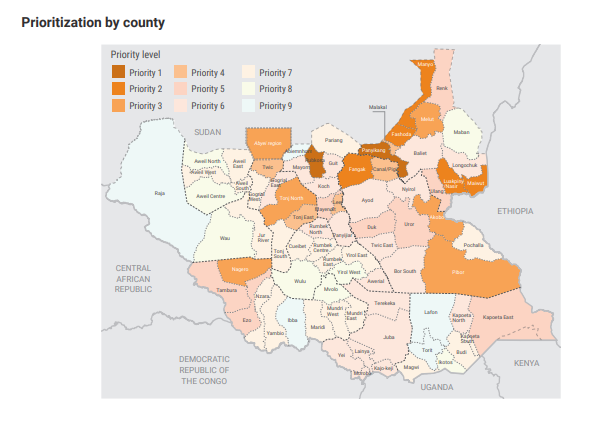 Prioritization by county
Priority level
Priority 1
Priority 4
Priority 7
Priority 2
Priority 5
Priority 8
Priority 3
Priority 6
Priority 9
Manyo
Renk
Malakal
Melut
SUDAN
Fashoda
Maban
Abyei region
Pariang
Panyikang
Baliet
Abiemnhom
Longochuk
Aweil North
Aweil
East
Twic
Mayom
Guit
Fangak
Canal/Pigi
Aweil West
Luakpiny
Nasir
Maiwut
Raja
Aweil
South
Gogrial
East
Koch
Nyirol
Ulang
Aweil Centre
Gogrial
West
Tonj North
Leer
Ayod
ETHIOPIA
Mayendit
Akobo
Tonj East
Duk
Uror
Rumbek
North
Wau
Jur
River
Panyijiar
Pochalla
Cueibet
Rumbek
Centre
Twic East
Tonj
South
Yirol East
Rumbek
East
CENTRAL
AFRICAN
REPUBLIC
Nagero
Yirol West
Bor South
Pibor
Wulu
Awerial
Tambura
Mvolo
Nzara
Terekeka
Mundri
West
Mundri
East
Lafon
Kapoeta
North
Kapoeta East
Ezo
Ibba
Maridi
Yambio
Juba
Kapoeta
South
Torit
Budi
Yei
Lainya
Ikotos
Morobo
Kajo-keji
Magwi
DEMOCRATIC
REPUBLIC OF
THE CONGO
KENYA
UGANDA